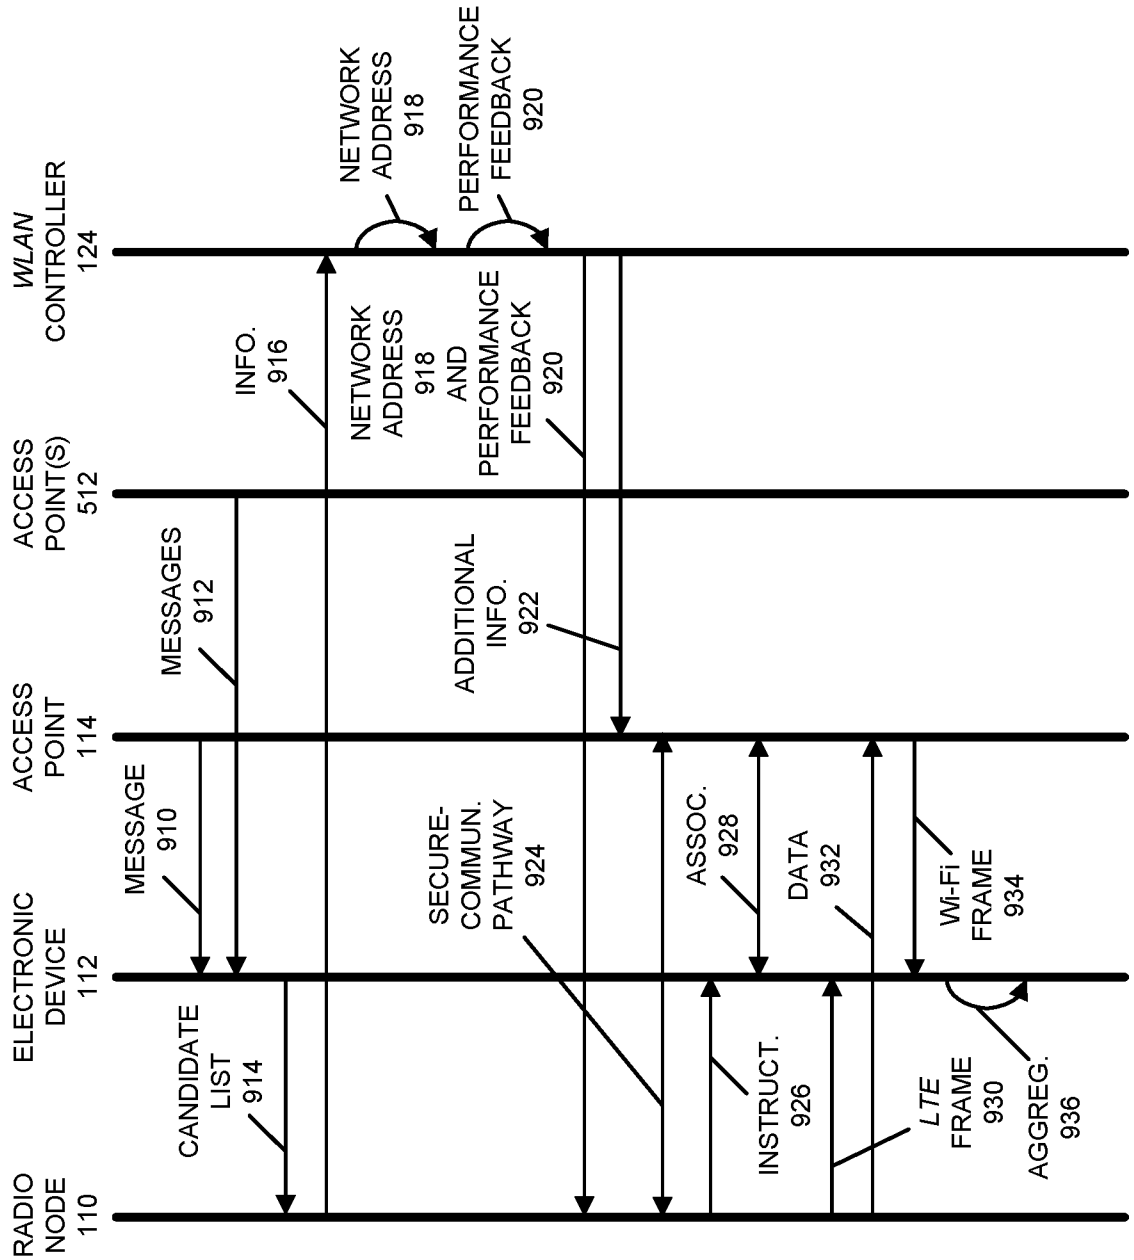 RADIO
NODE
110
ELECTRONIC
DEVICE
112
ACCESS
POINT
114
ACCESS
POINT(S)
512
WLAN
CONTROLLER
124
MESSAGE
910
MESSAGES
912
CANDIDATE
LIST
914
INFO.
916
NETWORK
ADDRESS
918
PERFORMANCE
FEEDBACK
920
NETWORK
ADDRESS
918
AND
PERFORMANCE
FEEDBACK
920
ADDITIONAL
INFO.
922
SECURE-
COMMUN.
PATHWAY
924
INSTRUCT.
926
ASSOC.
928
LTE
FRAME
930
DATA
932
Wi-Fi
FRAME
934
AGGREG.
936